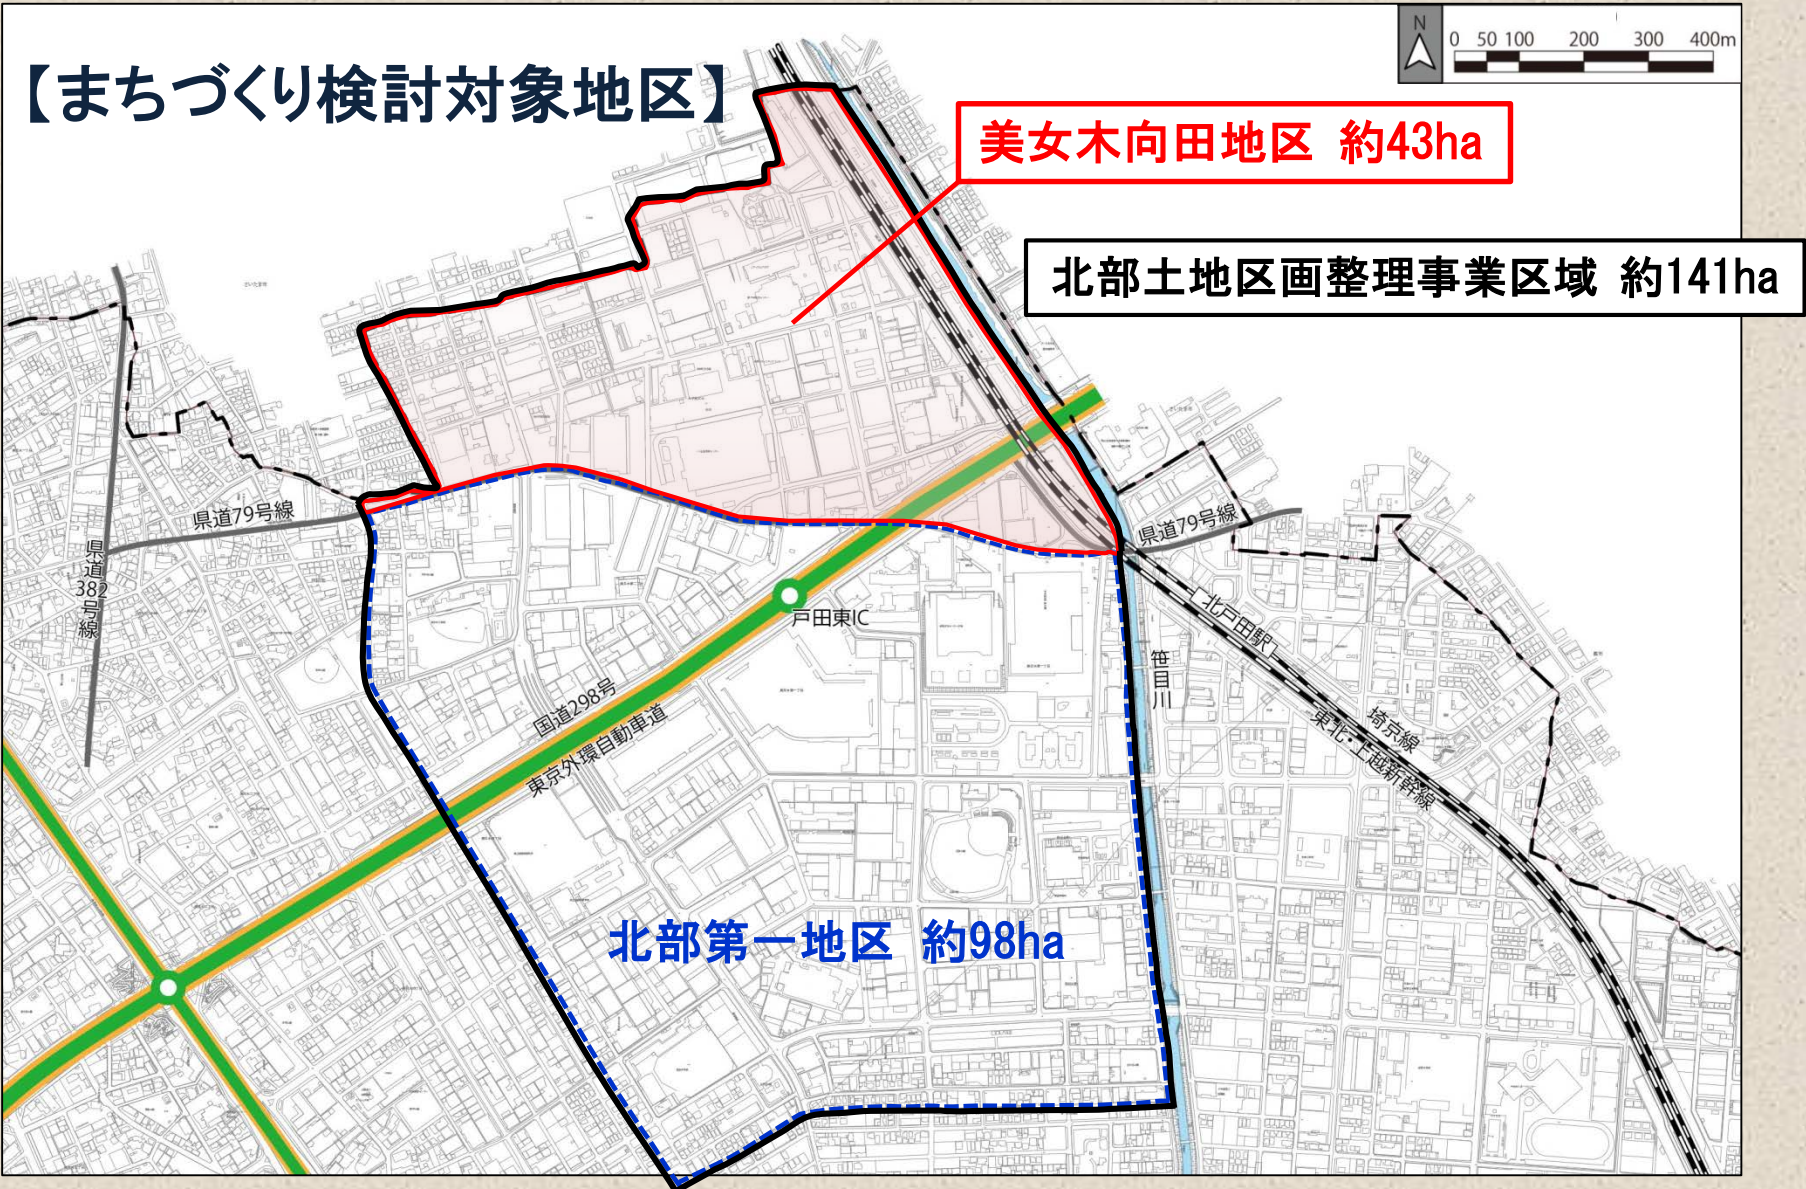 【まちづくり検討対象地区】
N
0 50 100 200 300 400m
美女木向田地区 約43ha
北部土地区画整理事業区域 約141ha
県道79号線
県道382号線
県道79号線
戸田東IC
北戸田駅
笹目川
国道298号
東京外環自動車道
埼京線
東北・上越新幹線
北部第一地区 約98ha